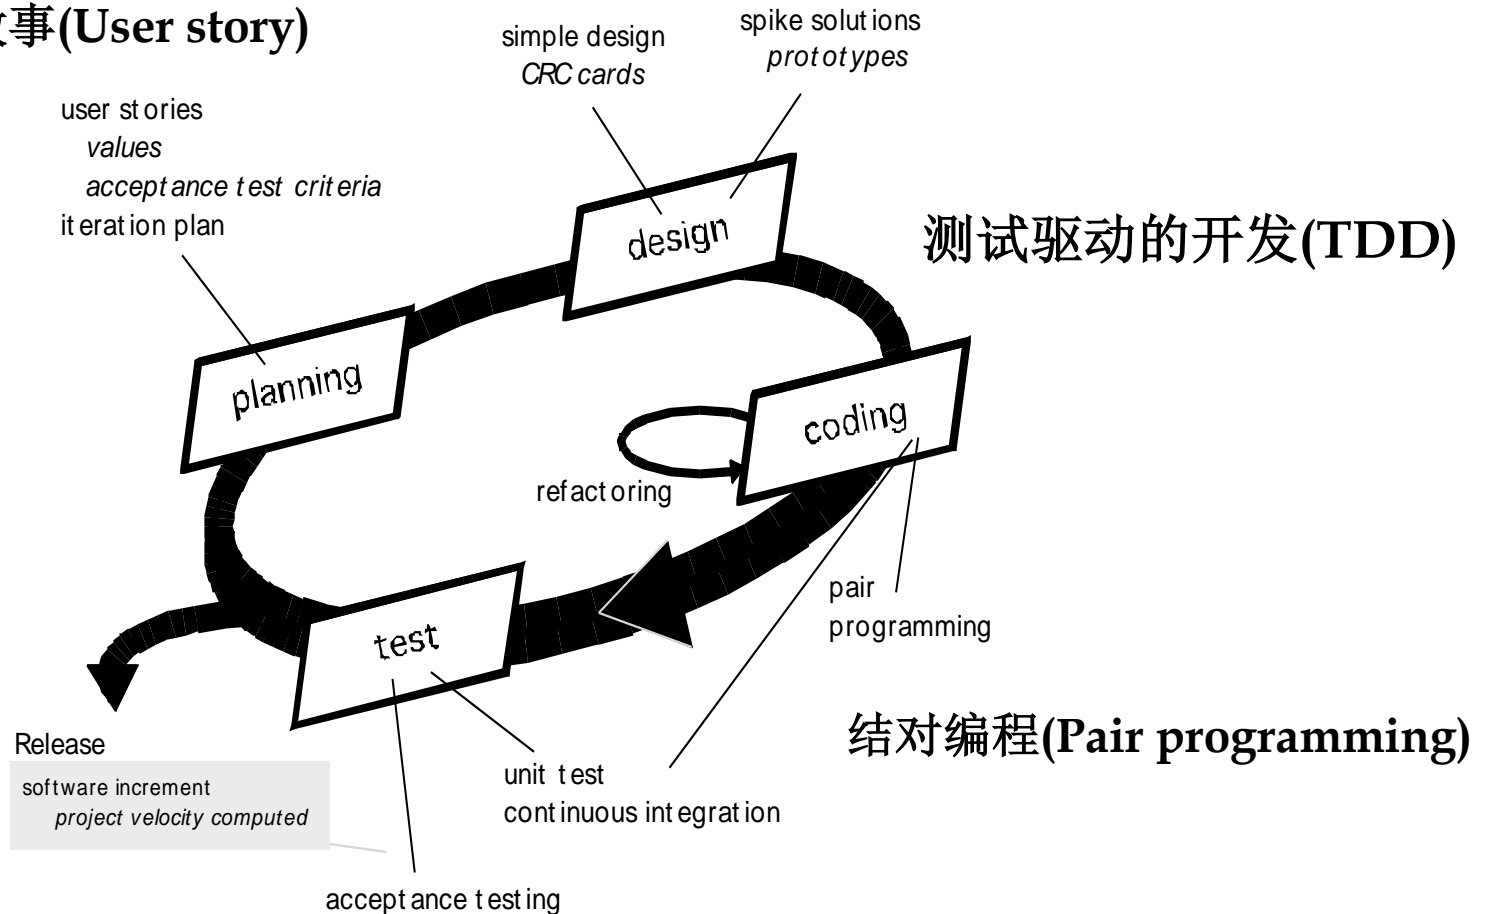 事(User story)
simple design
CRC cards
spike solutions
prototypes
user stories
values
acceptance test criteria
iteration plan
design
测试驱动的开发(TDD)
planning
coding
refactoring
pair
programming
test
结对编程(Pair programming)
Release
software increment
project velocity computed
unit test
continuous integration
acceptance testing